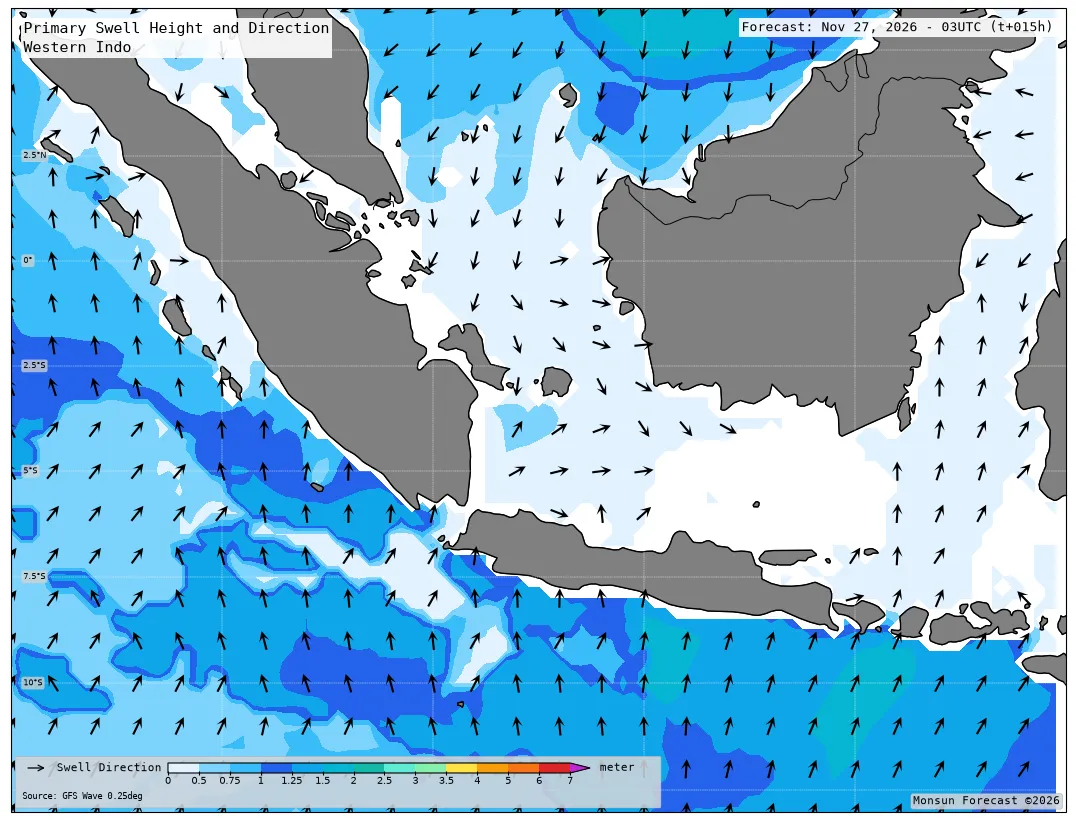 Primary Swell Height and Direction
Western Indo
Forecast: Nov 27, 2026 - 03UTC (t+015h)
2.5°N
0°
2.5°S
5°S
7.5°S
10°S
Swell Direction
meter
0 0.5 0.75 1 1.25 1.5 2 2.5 3 3.5 4 5 6 7
Source: GFS Wave 0.25deg
Monsun Forecast ©2026